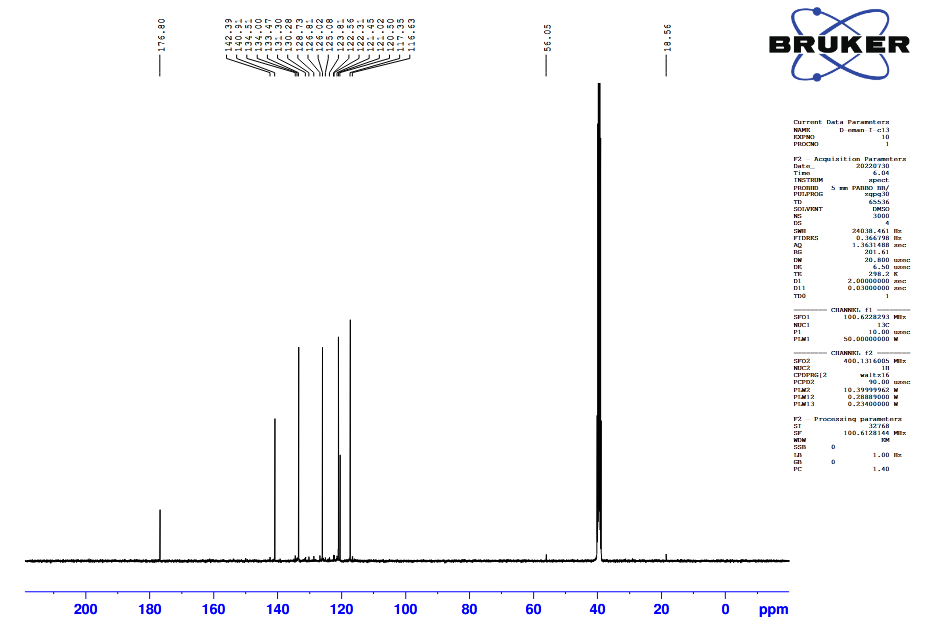 176.80
142.39
140.91
134.51
134.00
133.47
131.30
130.28
128.73
126.81
126.02
125.08
123.81
122.56
122.31
121.45
121.02
120.50
117.35
116.63
56.05
18.56
BRUKER
Current Data Parameters
NAME D-eman-I-c13
EXPNO 10
PROCNO 1
F2 - Acquisition Parameters
Date_ 20220730
Time 6.04
INSTRUM spect
PROBHD 5 mm PABBO BB/
PULPROG zgpg30
TD 65536
SOLVENT DMSO
NS 3000
DS 4
SWH 24038.461 Hz
FIDRES 0.366798 Hz
AQ 1.3631488 sec
RG 201.61
DW 20.800 usec
DE 6.50 usec
TE 298.2 K
D1 2.00000000 sec
D11 0.03000000 sec
TD0 1
======== CHANNEL f1 ========
SFO1 100.6228293 MHz
NUC1 13C
P1 10.00 usec
PLW1 50.00000000 W
======== CHANNEL f2 ========
SFO2 400.1316005 MHz
NUC2 1H
CPDPRG[2 waltz16
PCPD2 90.00 usec
PLW2 10.39999962 W
PLW12 0.28889000 W
PLW13 0.23400000 W
F2 - Processing parameters
SI 32768
SF 100.6128144 MHz
WDW EM
SSB 0
LB 1.00 Hz
GB 0
PC 1.40
200 180 160 140 120 100 80 60 40 20 0 ppm